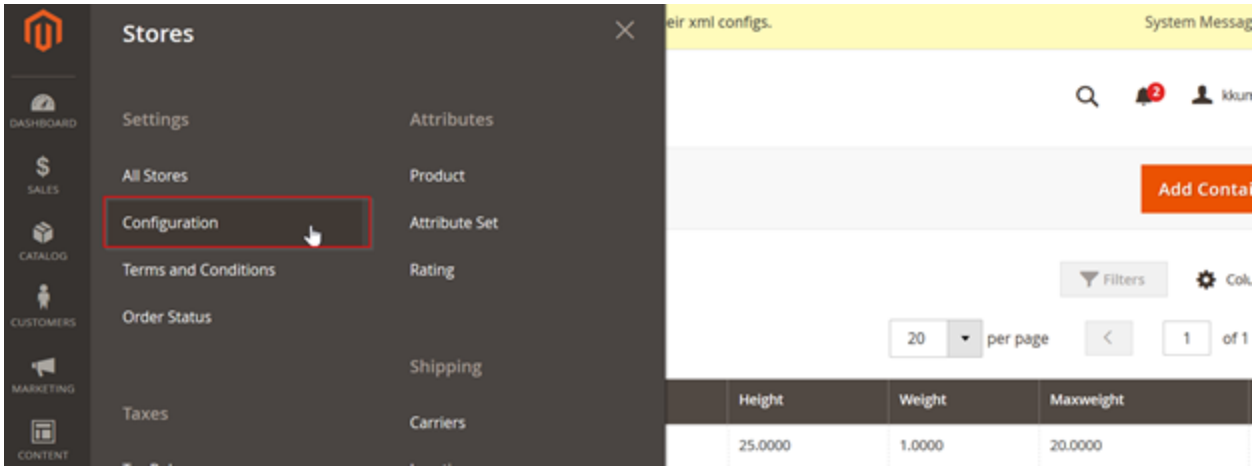 DASHBOARD
SALES
CATALOG
CUSTOMERS
MARKETING
CONTENT
Stores
Settings
All Stores
Configuration
Terms and Conditions
Order Status
Taxes
Attributes
Product
Attribute Set
Rating
Shipping
Carriers
eir xml configs.
System Messag
2
kkun
Add Contai
Filters
Colu
20 per page
1 of 1
Height Weight Maxweight
25.0000 1.0000 20.0000